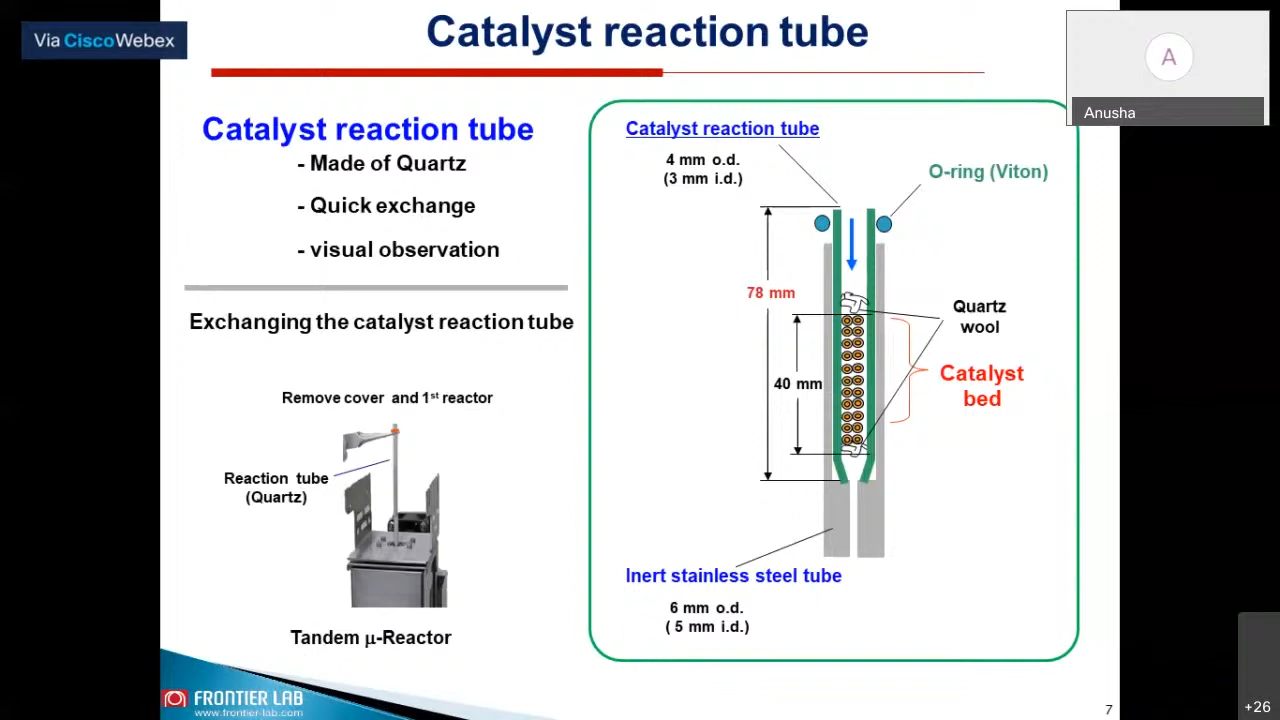 Via CiscoWebex
Catalyst reaction tube
A
Anusha
Catalyst reaction tube
- Made of Quartz
- Quick exchange
- visual observation
Exchanging the catalyst reaction tube
Remove cover and 1st reactor
Reaction tube
(Quartz)
Tandem μ-Reactor
Catalyst reaction tube
4 mm o.d.
(3 mm i.d.)
O-ring (Viton)
78 mm
40 mm
Quartz
wool
Catalyst
bed
Inert stainless steel tube
6 mm o.d.
( 5 mm i.d.)
FRONTIER LAB
www.frontier-lab.com
7
+26